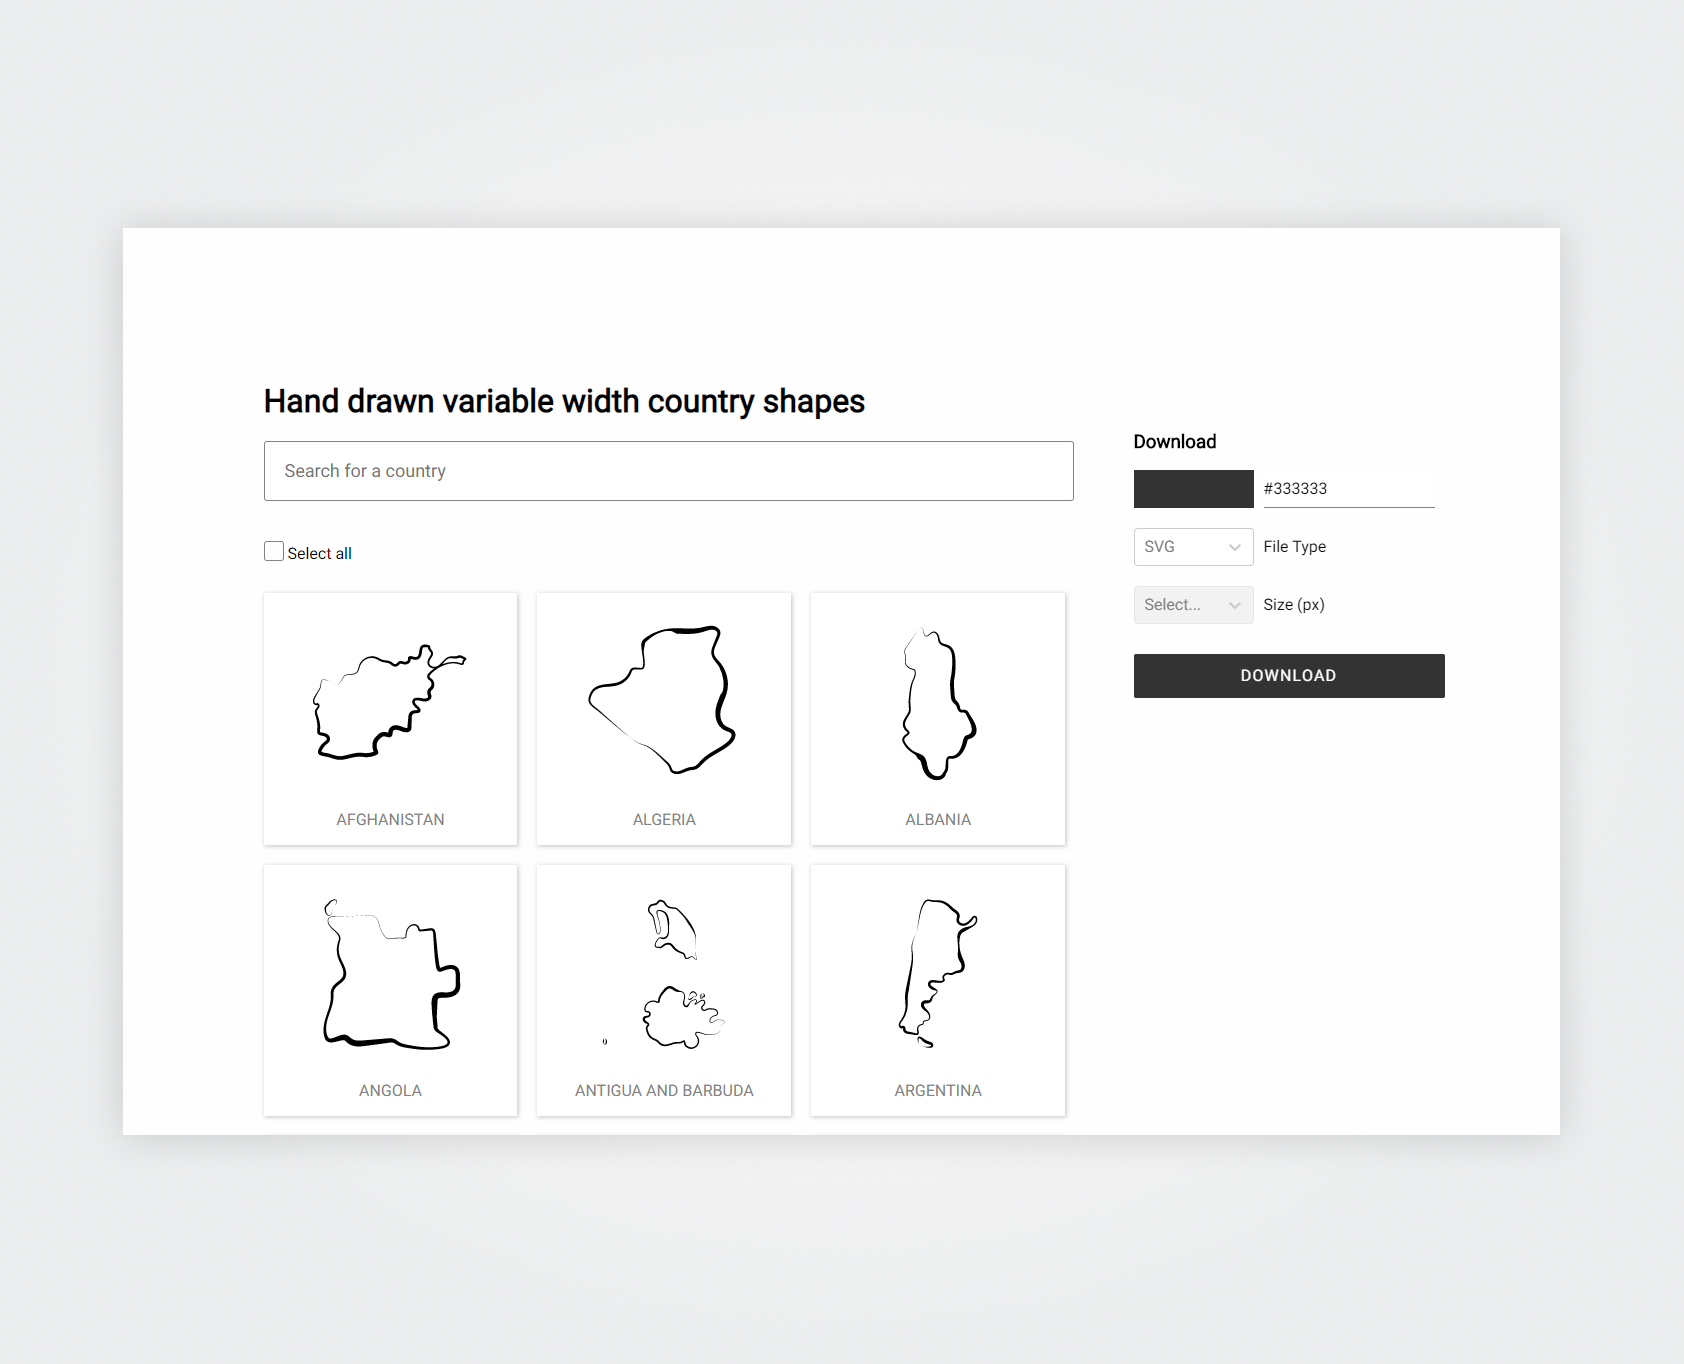 Hand drawn variable width country shapes
Search for a country
Select all
AFGHANISTAN
ALGERIA
ALBANIA
ANGOLA
ANTIGUA AND BARBUDA
ARGENTINA
Download
#333333
SVG
File Type
Select...
Size (px)
DOWNLOAD